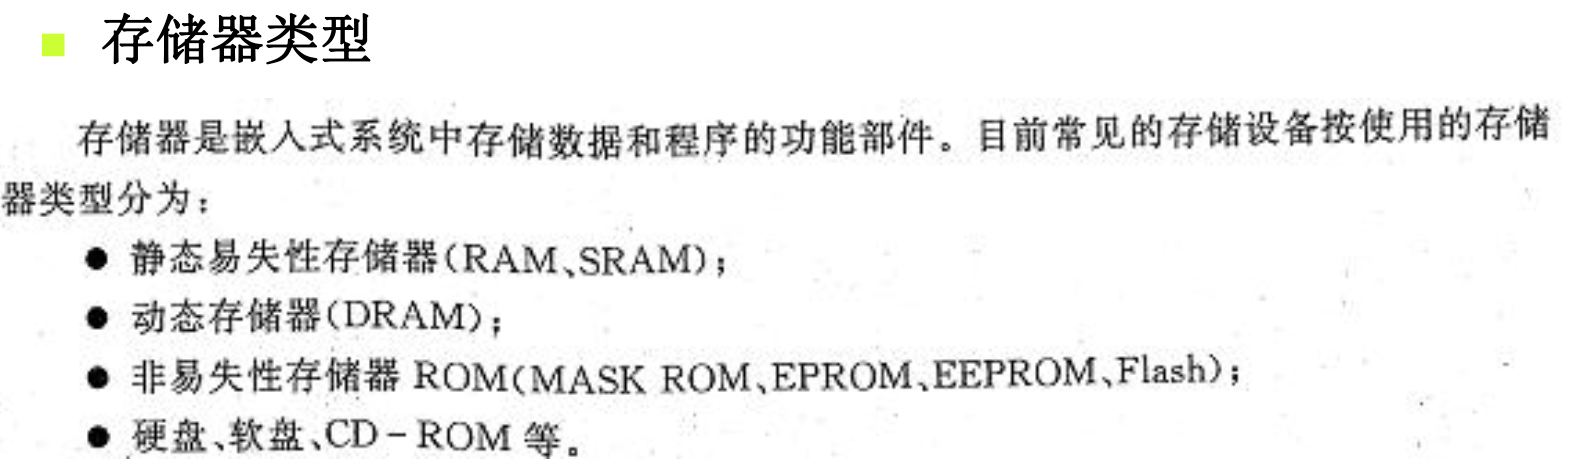 存储器类型
存储器是嵌入式系统中存储数据和程序的功能部件。目前常见的存储设备按使用的存储
器类型分为：
● 静态易失性存储器(RAM、SRAM)；
● 动态存储器(DRAM)；
● 非易失性存储器 ROM(MASK ROM、EPROM、EEPROM、Flash)；
● 硬盘、软盘、CD－ROM 等。